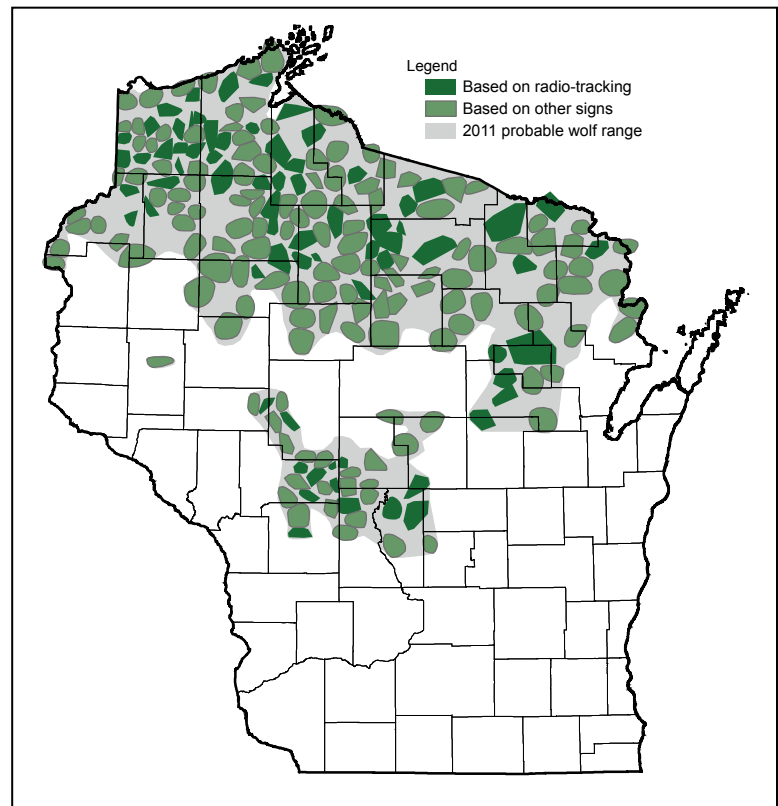 Legend
Based on radio-tracking
Based on other signs
2011 probable wolf range